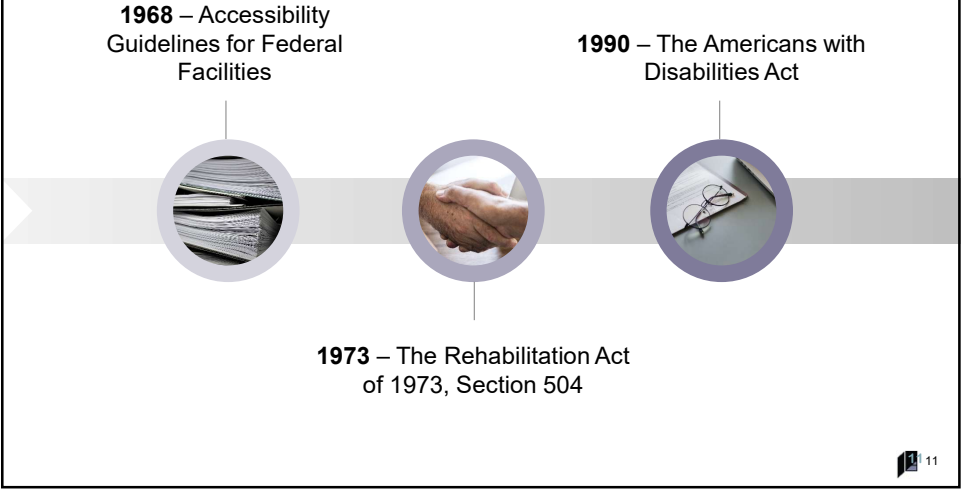 1968 – Accessibility
Guidelines for Federal
Facilities
1990 – The Americans with
Disabilities Act
1973 – The Rehabilitation Act
of 1973, Section 504
11 11